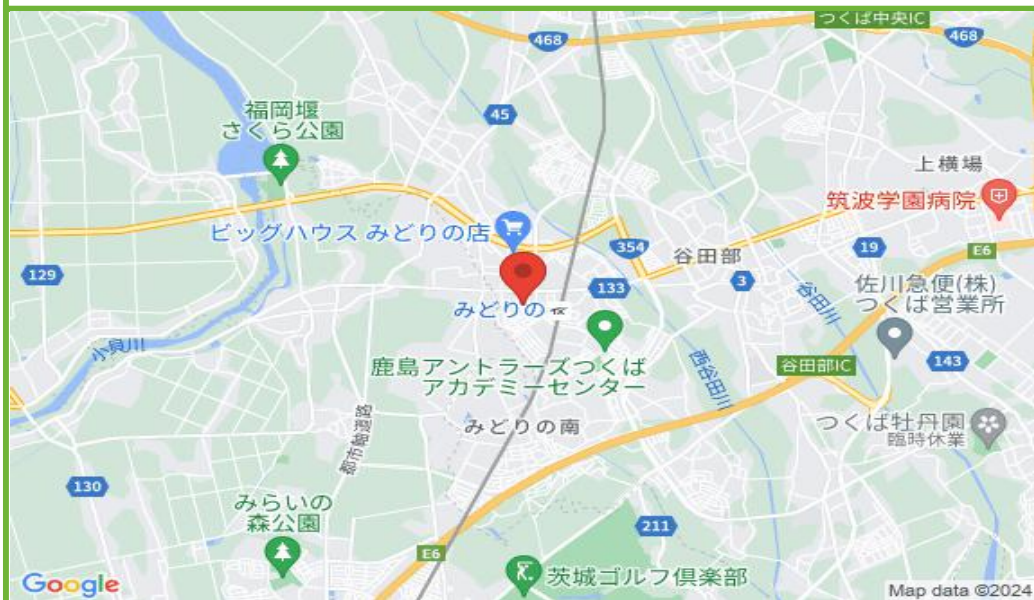 つくば中央IC
468
468
45
福岡堰
さくら公園
上横場
筑波学園病院
ビッグハウス みどりの店
354
谷田部
19
E6
129
3
133
佐川急便(株)
つくば営業所
谷田川
みどりの
小貝川
鹿島アントラーズつくば
アカデミーセンター
西谷田川
谷田部IC
143
都市軸道路
みどりの南
つくば牡丹園
臨時休業
130
みらいの
森公園
211
E6
茨城ゴルフ倶楽部
Google
Map data ©2024